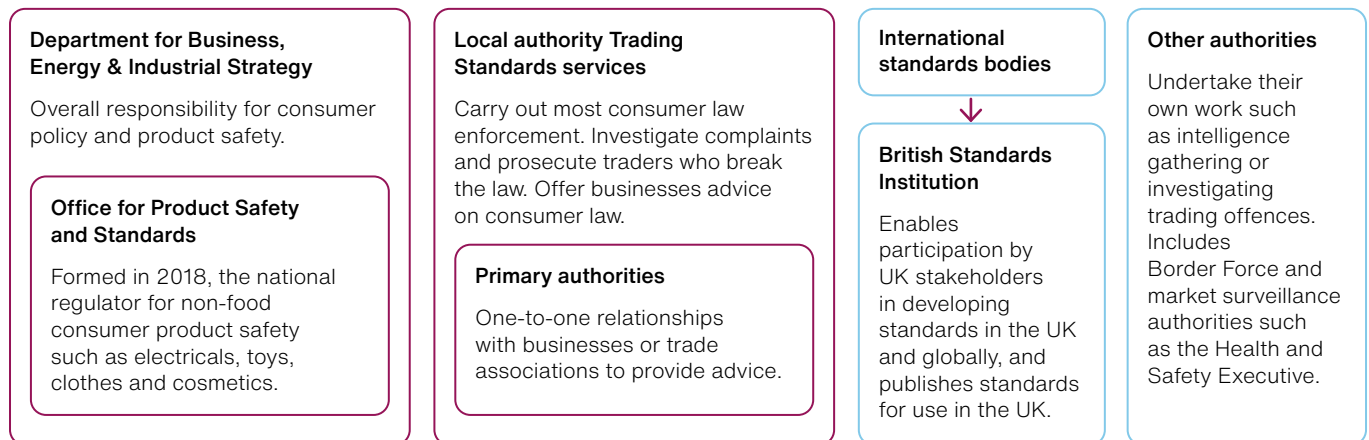 Department for Business,
Energy & Industrial Strategy
Overall responsibility for consumer
policy and product safety.
Office for Product Safety
and Standards
Formed in 2018, the national
regulator for non-food
consumer product safety
such as electricals, toys,
clothes and cosmetics.
Local authority Trading
Standards services
Carry out most consumer law
enforcement. Investigate complaints
and prosecute traders who break
the law. Offer businesses advice
on consumer law.
Primary authorities
One-to-one relationships
with businesses or trade
associations to provide advice.
International
standards bodies
British Standards
Institution
Enables
participation by
UK stakeholders
in developing
standards in the UK
and globally, and
publishes standards
for use in the UK.
Other authorities
Undertake their
own work such
as intelligence
gathering or
investigating
trading offences.
Includes
Border Force and
market surveillance
authorities such
as the Health and
Safety Executive.